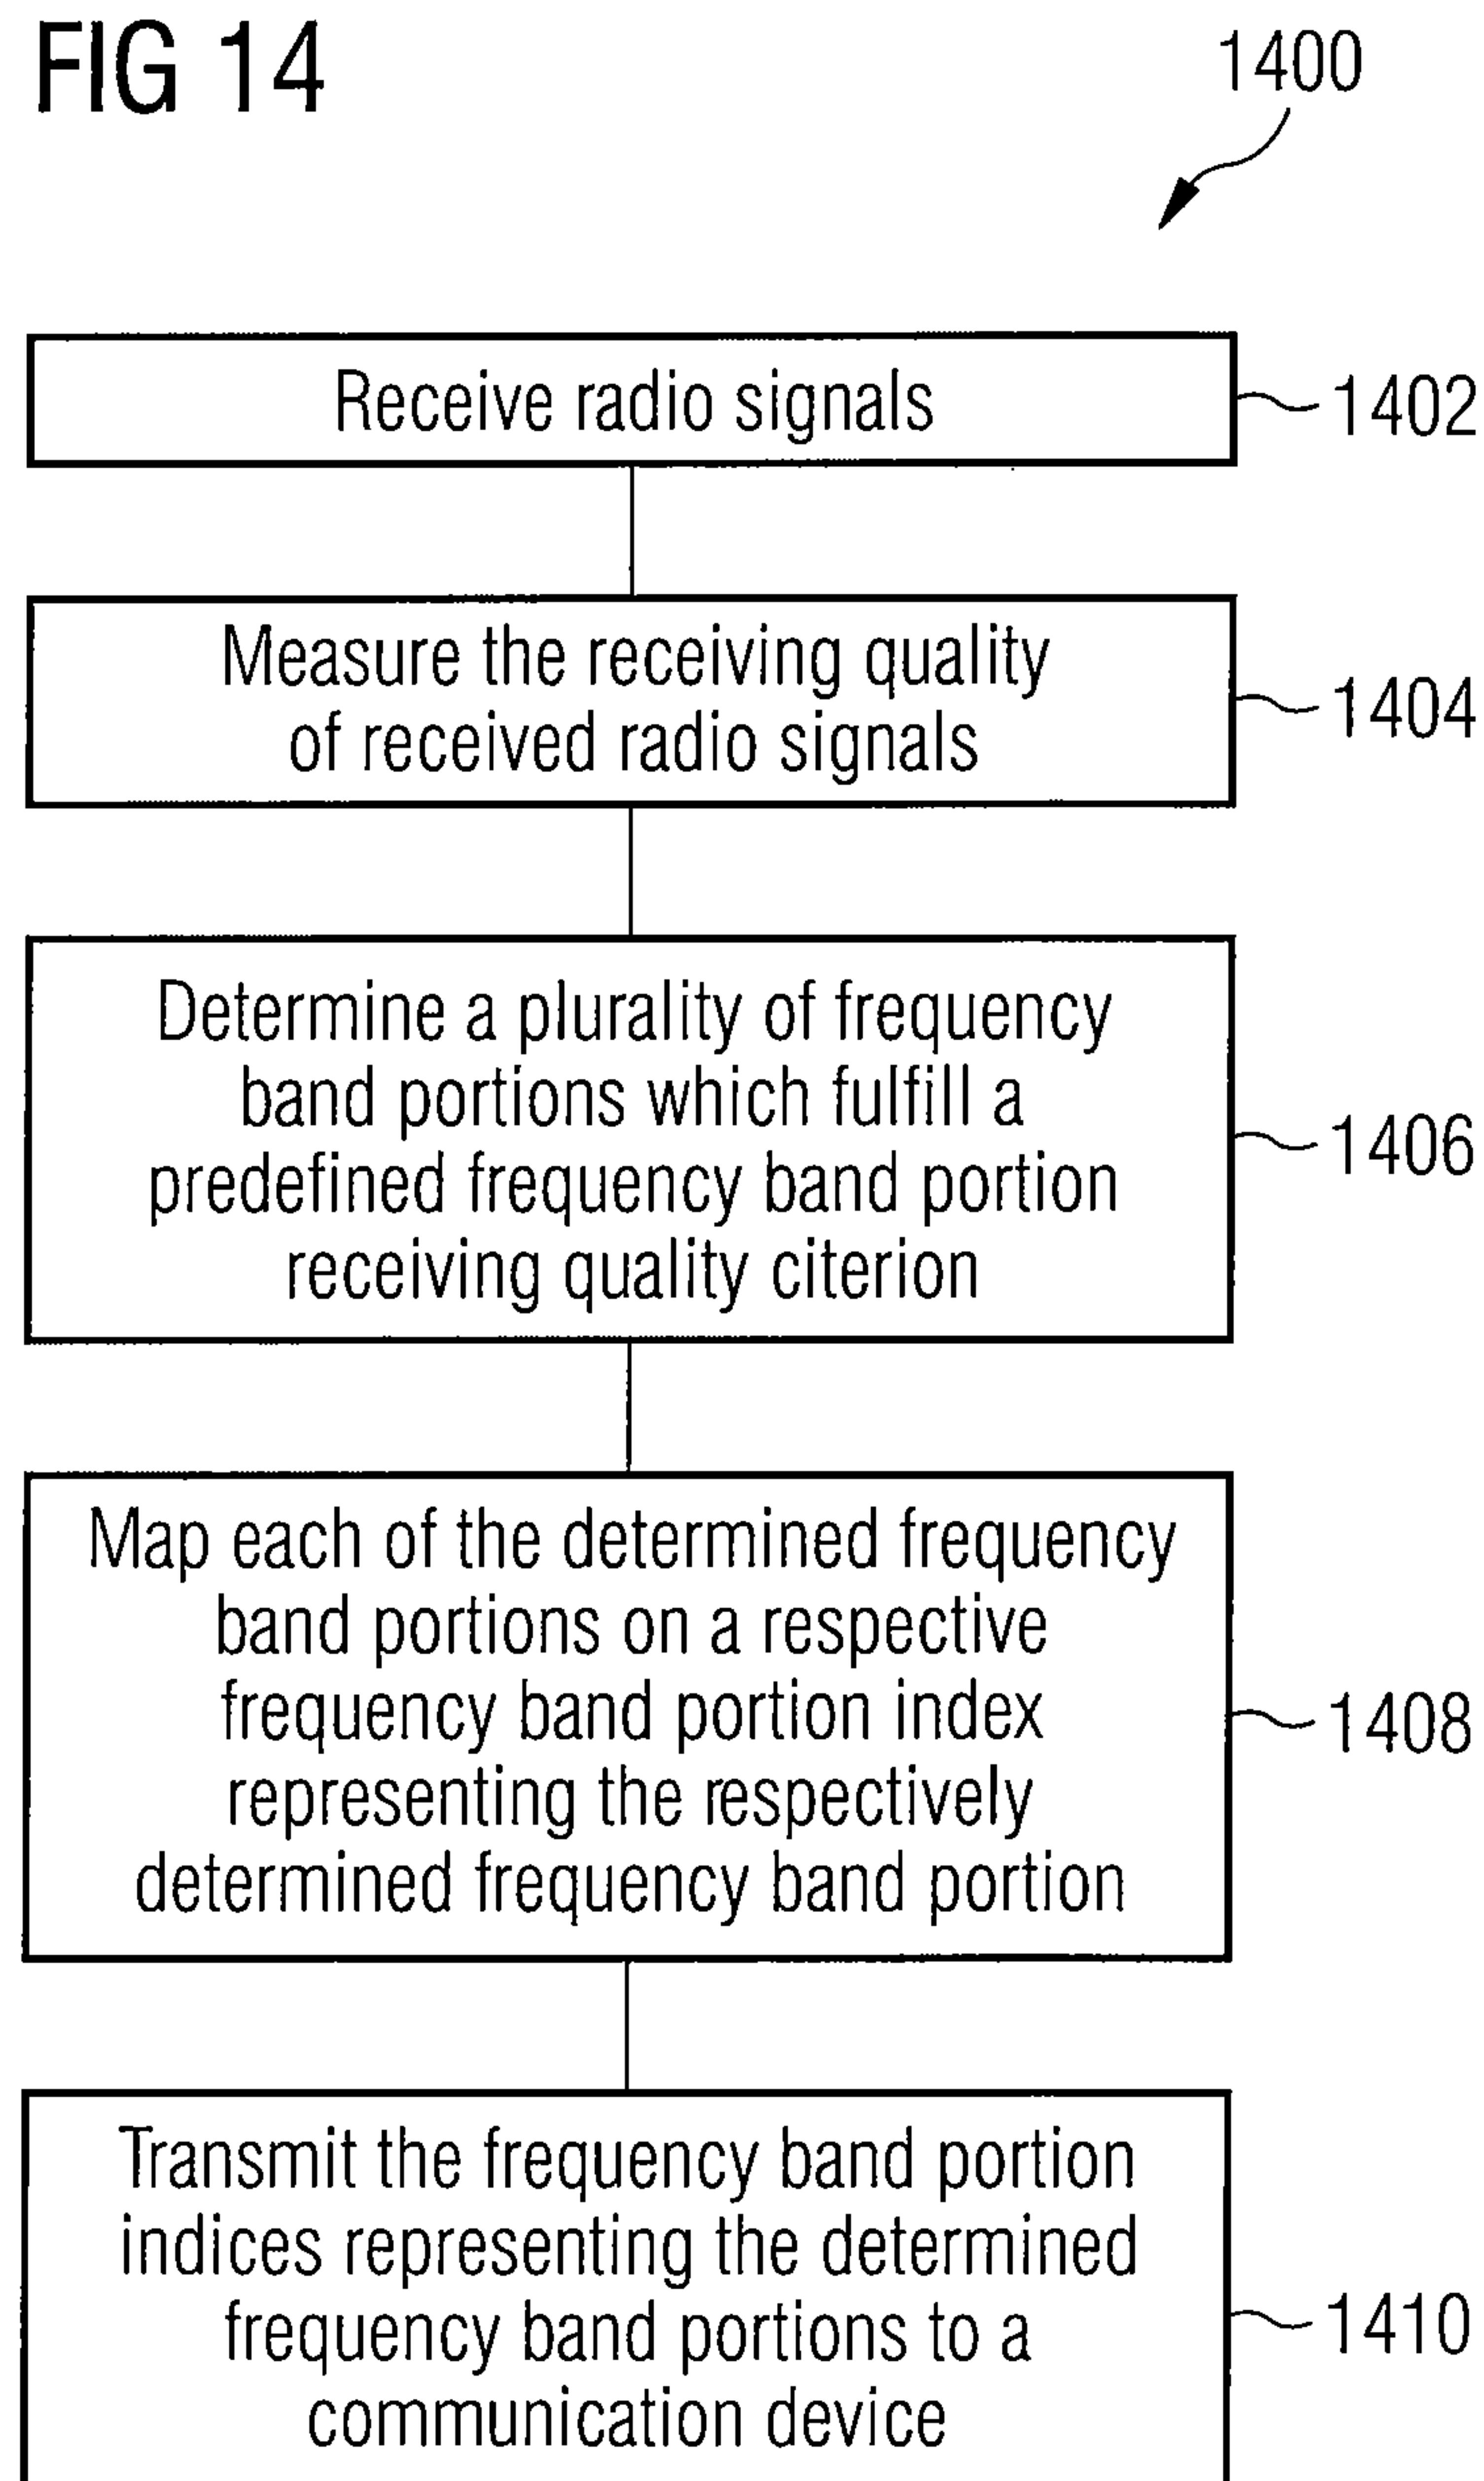 FIG 14
1400
Receive radio signals
1402
Measure the receiving quality
of received radio signals
1404
Determine a plurality of frequency
band portions which fulfill a
predefined frequency band portion
receiving quality citerion
1406
Map each of the determined frequency
band portions on a respective
frequency band portion index
representing the respectively
determined frequency band portion
1408
Transmit the frequency band portion
indices representing the determined
frequency band portions to a
communication device
1410